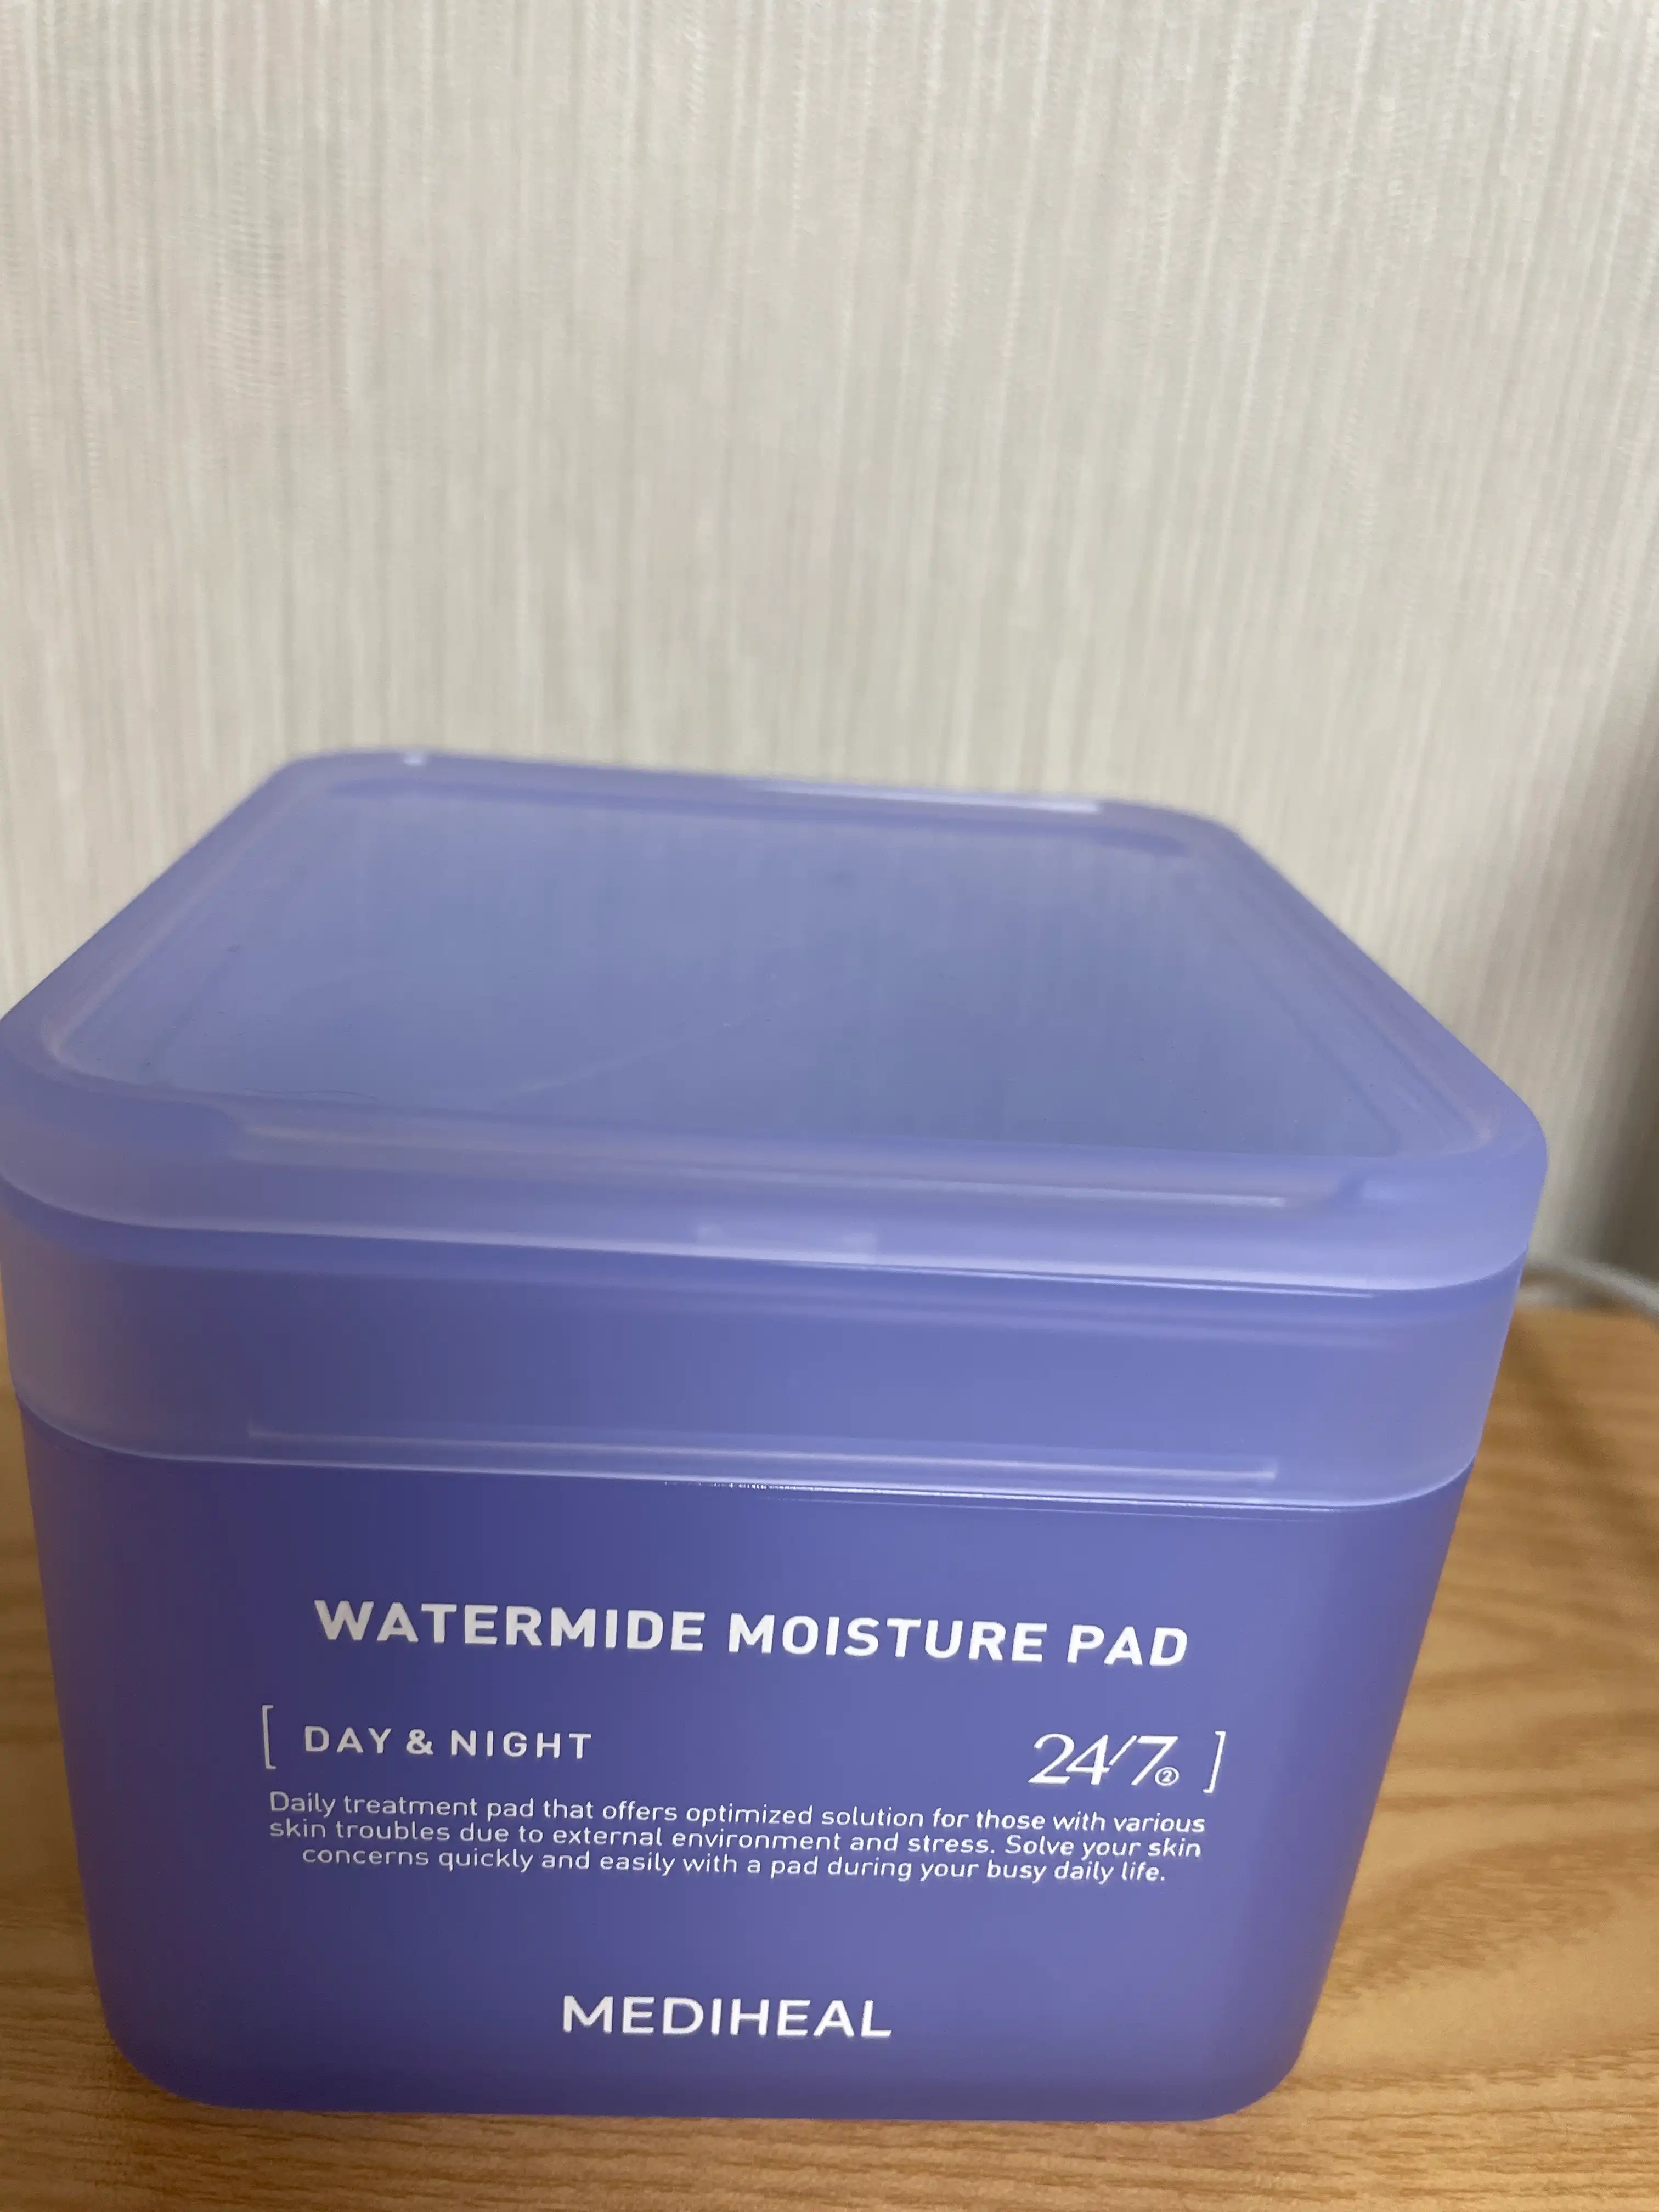 WATERMIDE MOISTURE PAD
[ DAY & NIGHT 24/7② ]
Daily treatment pad that offers optimized solution for those with various
skin troubles due to external environment and stress. Solve your skin
concerns quickly and easily with a pad during your busy daily life.
MEDIHEAL